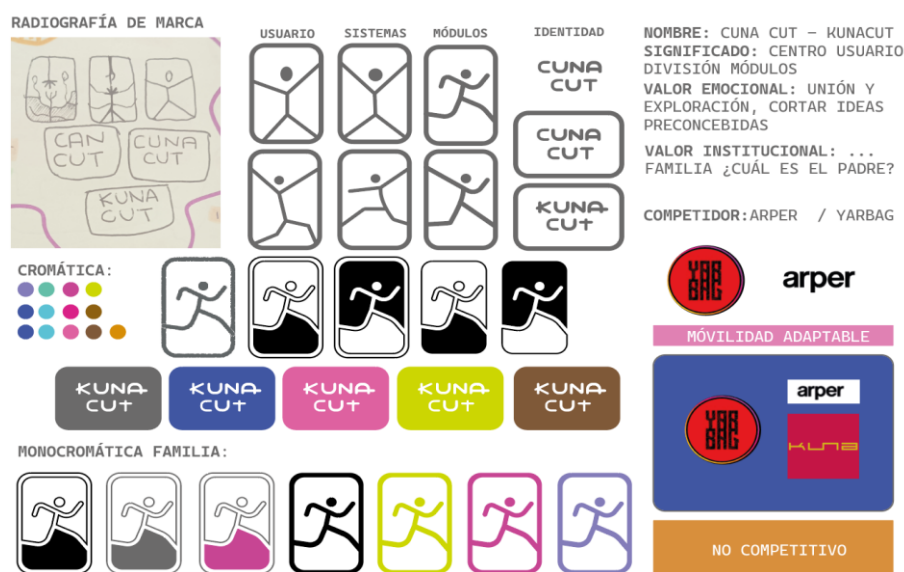 RADIOGRAFÍA DE MARCA
CAN
CUT
CUNA
CUT
KUNA
CUT
USUARIO
SISTEMAS
MÓDULOS
IDENTIDAD
CUNA
CUT
CUNA
CUT
KUNA
CUT
NOMBRE: CUNA CUT – KUNACUT
SIGNIFICADO: CENTRO USUARIO
DIVISIÓN MÓDULOS
VALOR EMOCIONAL: UNIÓN Y
EXPLORACIÓN, CORTAR IDEAS
PRECONCEBIDAS
VALOR INSTITUCIONAL: ...
FAMILIA ¿CUÁL ES EL PADRE?
COMPETIDOR:ARPER / YARBAG
YAR
BAG
arper
CROMÁTICA:
KUNA
CUT
KUNA
CUT
KUNA
CUT
KUNA
CUT
KUNA
CUT
MÓVILIDAD ADAPTABLE
YAR
BAG
arper
KUNA
MONOCROMÁTICA FAMILIA:
NO COMPETITIVO